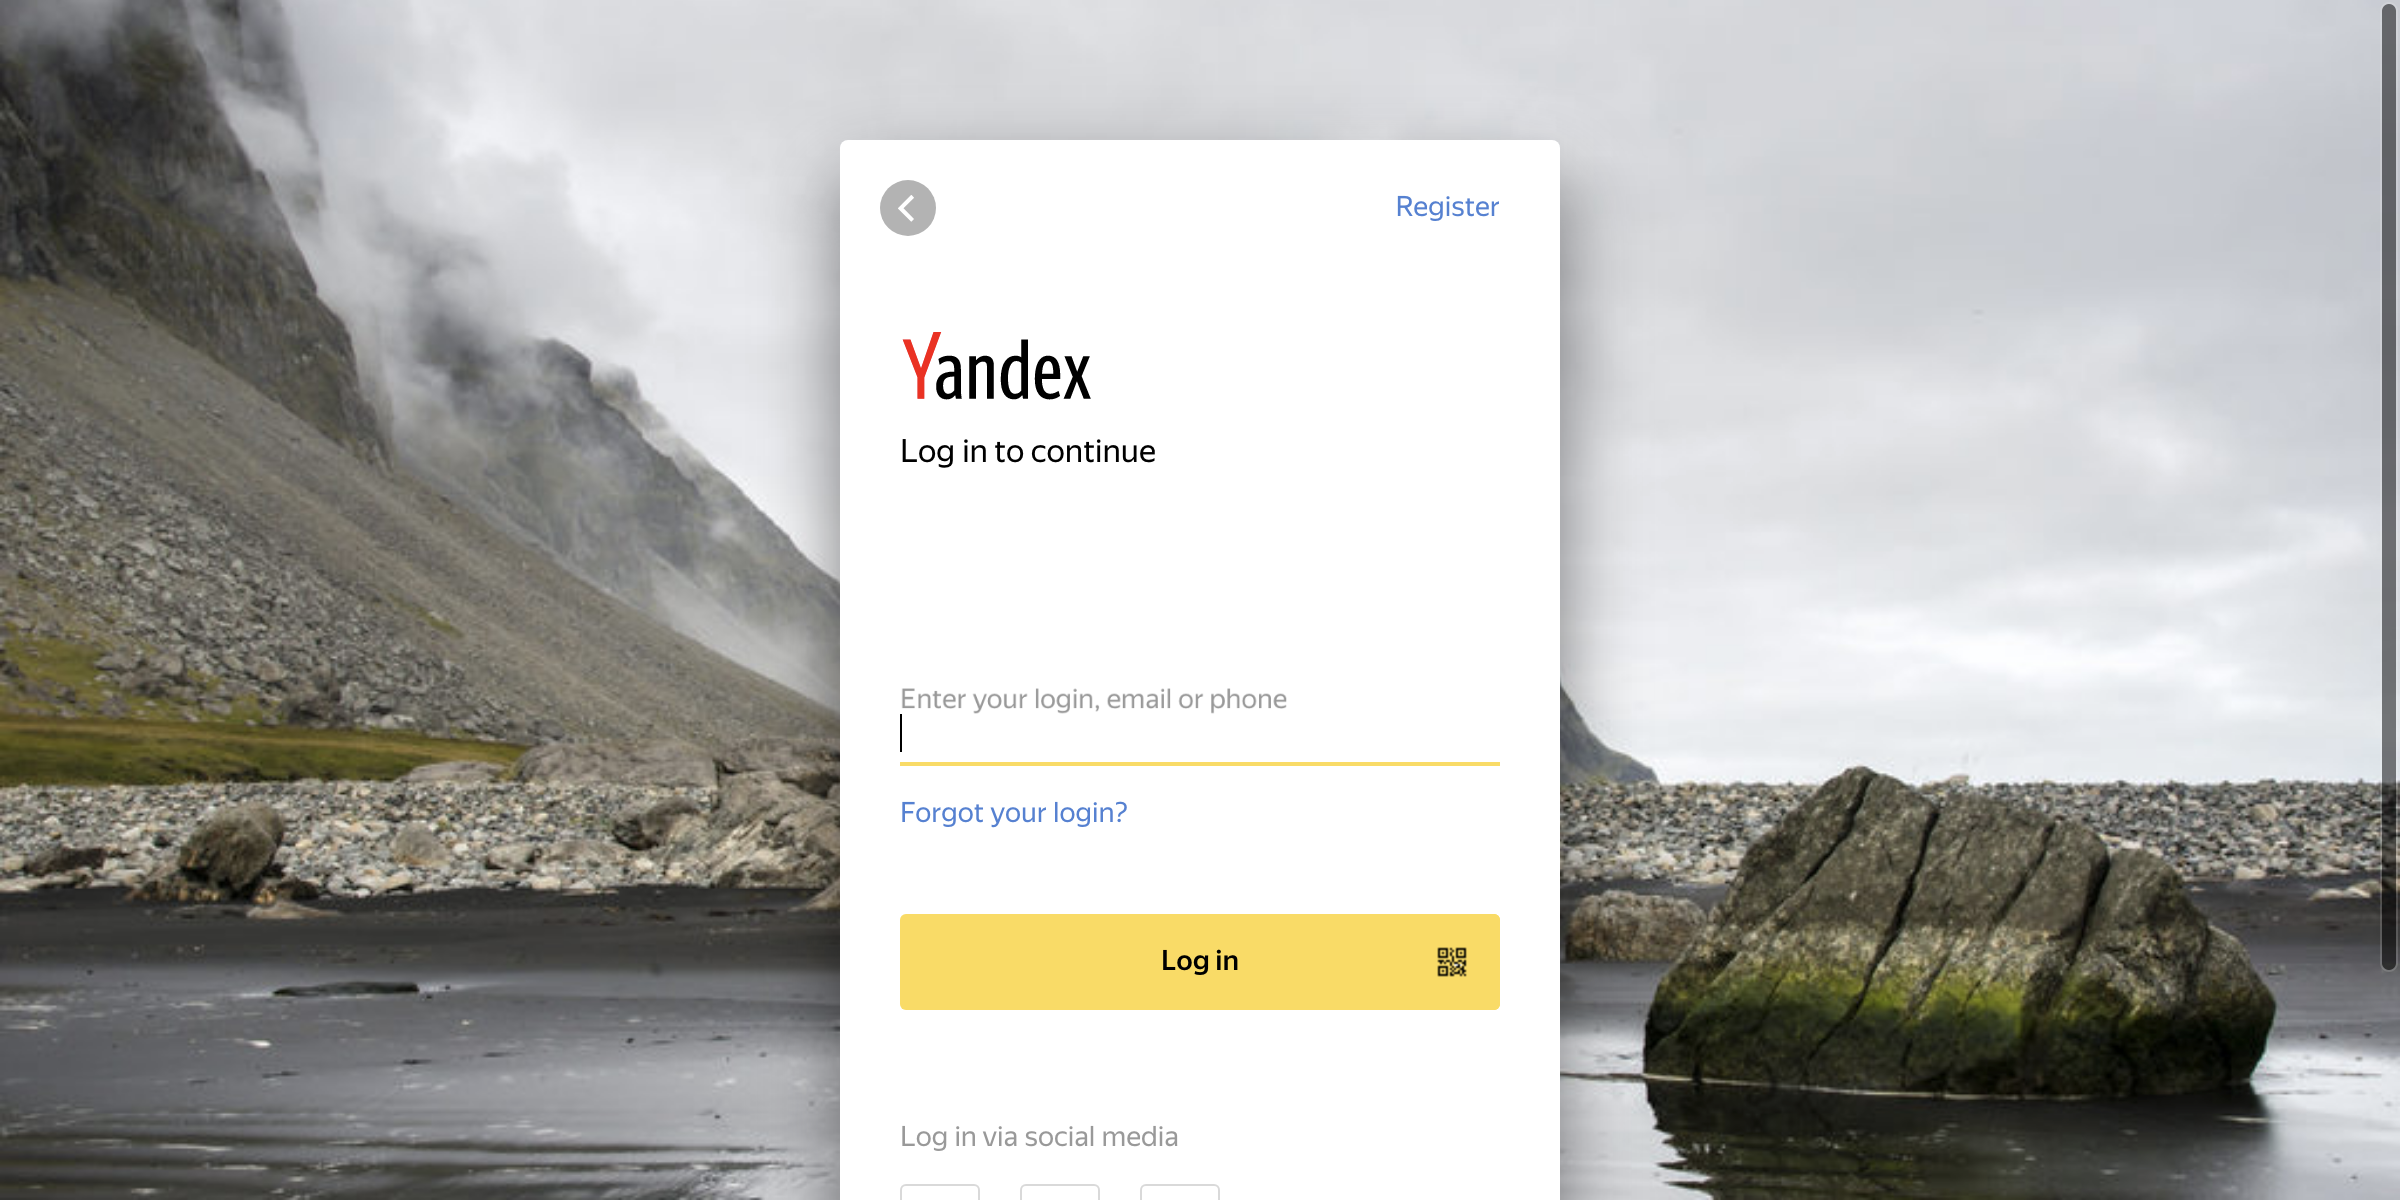 Register
Yandex
Log in to continue
Enter your login, email or phone
Forgot your login?
Log in
Log in via social media